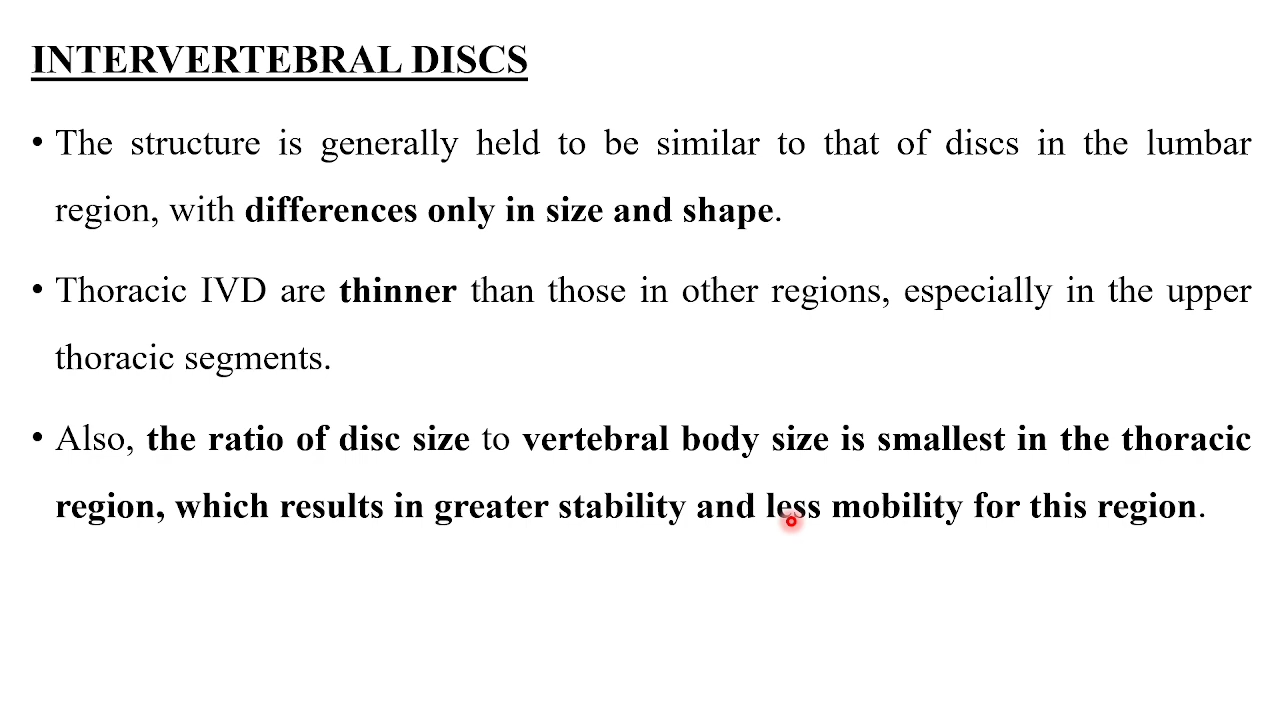 INTERVERTEBRAL DISCS
• The structure is generally held to be similar to that of discs in the lumbar
region, with differences only in size and shape.
• Thoracic IVD are thinner than those in other regions, especially in the upper
thoracic segments.
• Also, the ratio of disc size to vertebral body size is smallest in the thoracic
region, which results in greater stability and less mobility for this region.